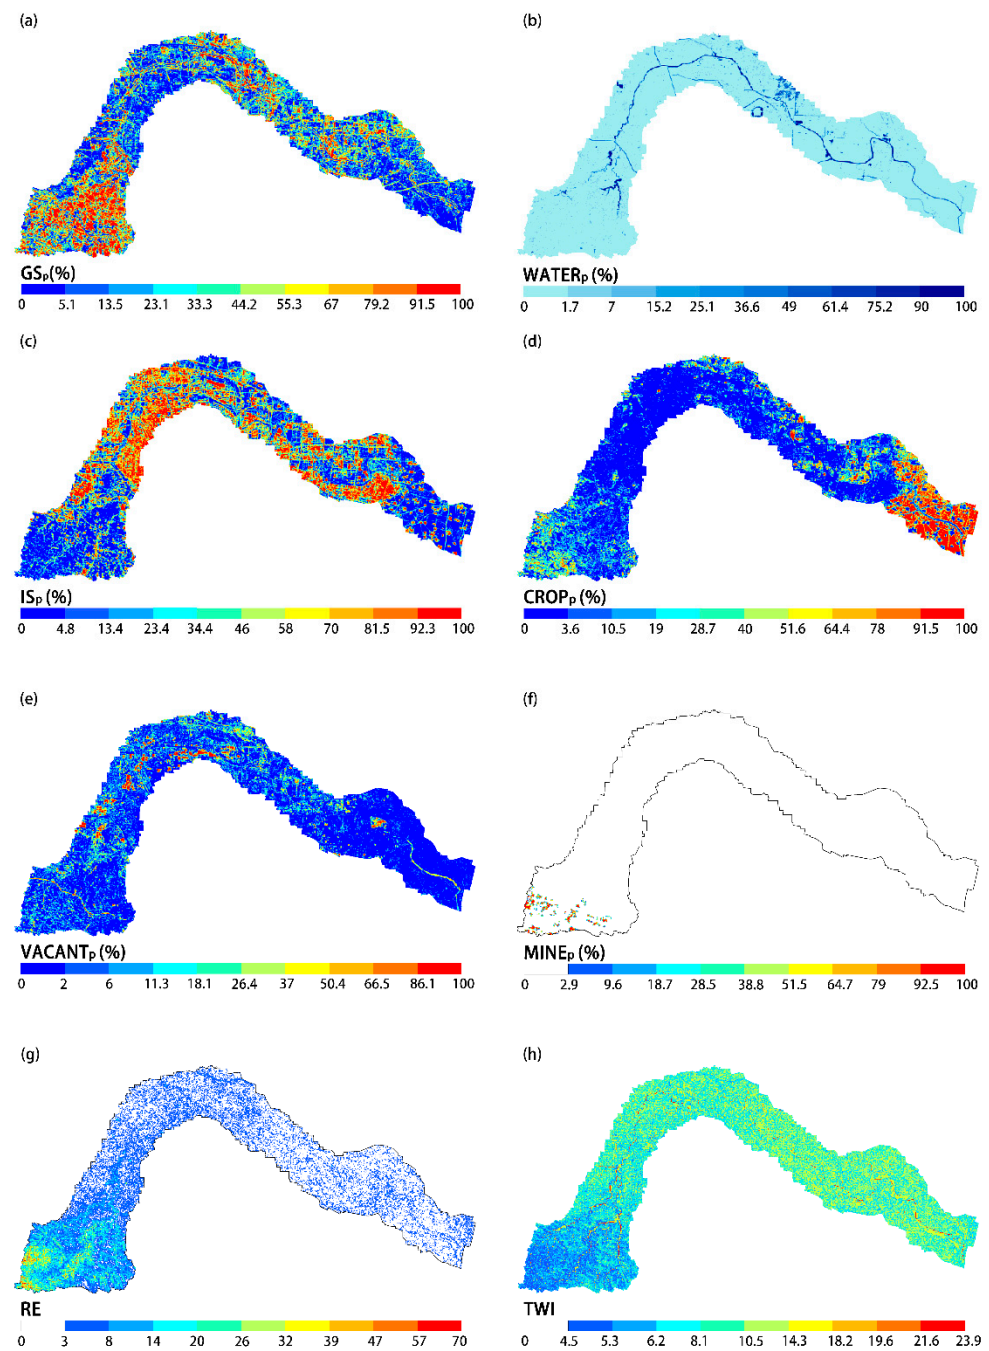 (a) (b)
GSp(%) WATERp (%)
0 5.1 13.5 23.1 33.3 44.2 55.3 67 79.2 91.5 100 0 1.7 7 15.2 25.1 36.6 49 61.4 75.2 90 100
(c) (d)
ISp (%) CROPp (%)
0 4.8 13.4 23.4 34.4 46 58 70 81.5 92.3 100 0 3.6 10.5 19 28.7 40 51.6 64.4 78 91.5 100
(e) (f)
VACANTp (%) MINEp (%)
0 2 6 11.3 18.1 26.4 37 50.4 66.5 86.1 100 0 2.9 9.6 18.7 28.5 38.8 51.5 64.7 79 92.5 100
(g) (h)
RE TWI
0 3 8 14 20 26 32 39 47 57 70 0 4.5 5.3 6.2 8.1 10.5 14.3 18.2 19.6 21.6 23.9